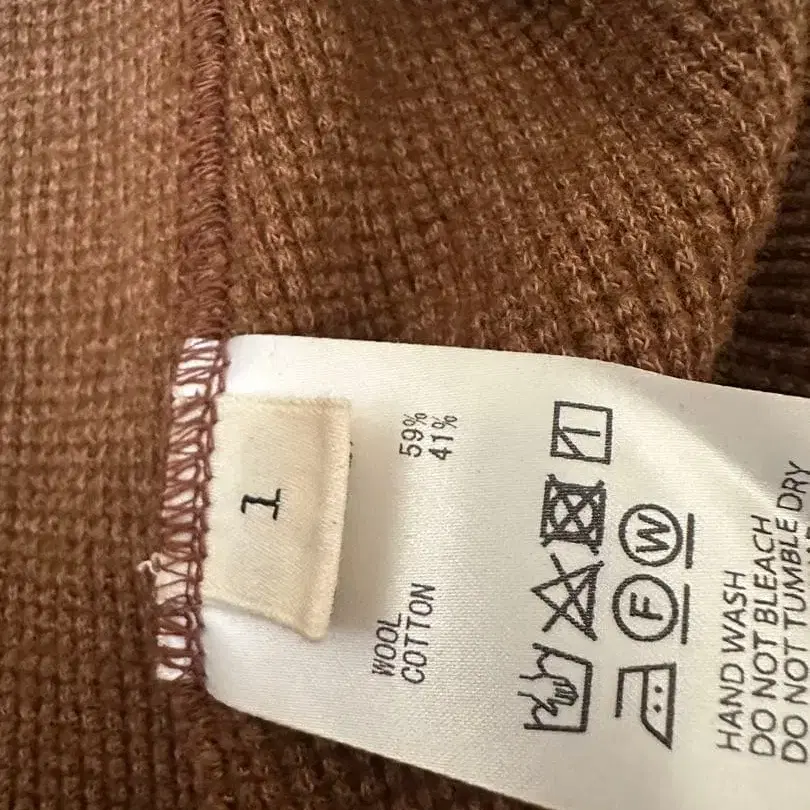 1
WOOL 59%
COTTON 41%
F W
HAND WASH
DO NOT BLEACH
DO NOT TUMBLE DRY